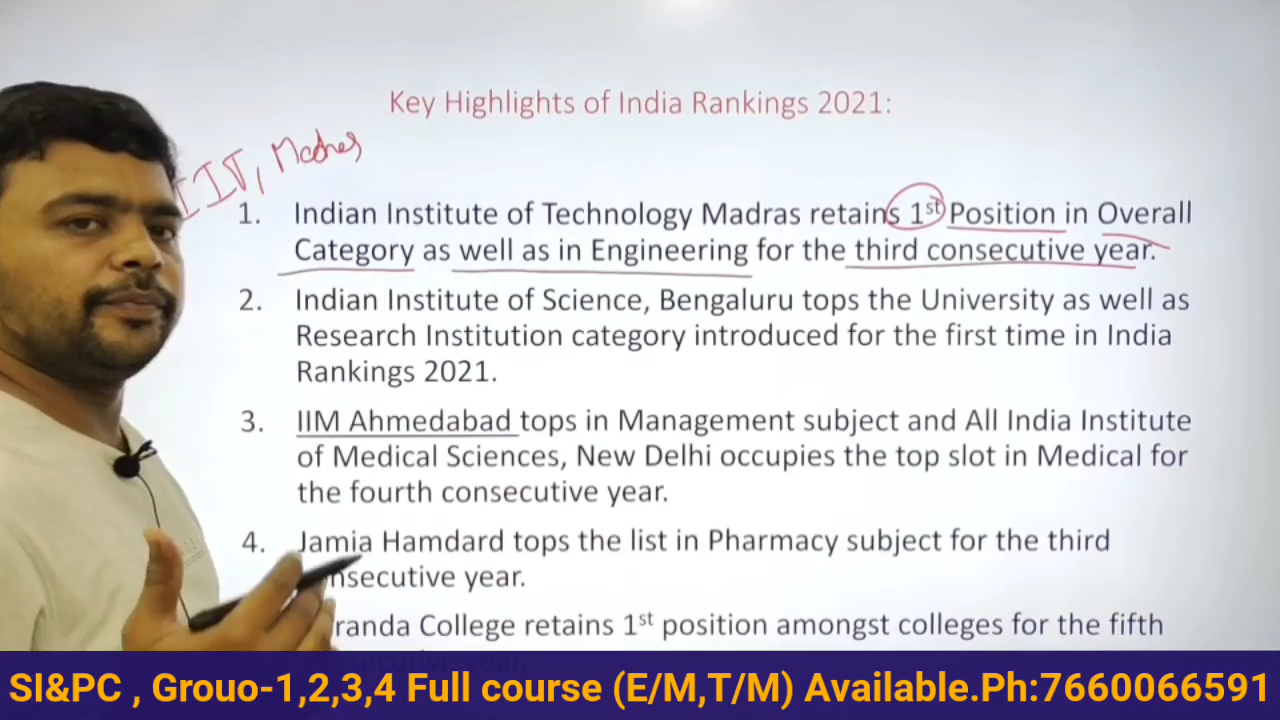 Key Highlights of India Rankings 2021:
IIT, Madras
1. Indian Institute of Technology Madras retains 1st Position in Overall
Category as well as in Engineering for the third consecutive year.
2. Indian Institute of Science, Bengaluru tops the University as well as
Research Institution category introduced for the first time in India
Rankings 2021.
3. IIM Ahmedabad tops in Management subject and All India Institute
of Medical Sciences, New Delhi occupies the top slot in Medical for
the fourth consecutive year.
4. Jamia Hamdard tops the list in Pharmacy subject for the third
nsecutive year.
randa College retains 1st position amongst colleges for the fifth
SI&PC , Grouo-1,2,3,4 Full course (E/M,T/M) Available.Ph:7660066591